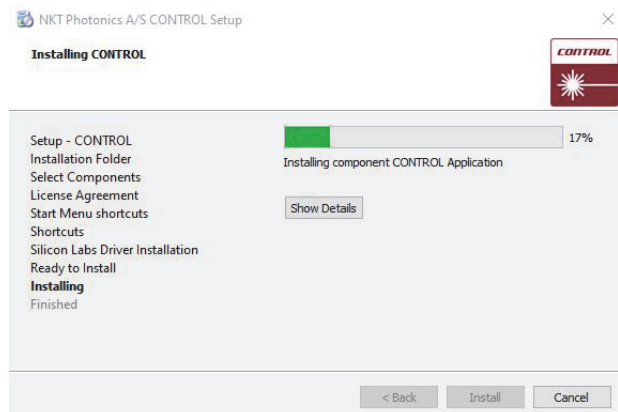 NKT Photonics A/S CONTROL Setup
Installing CONTROL
CONTROL
Setup - CONTROL
Installation Folder
Select Components
License Agreement
Start Menu shortcuts
Shortcuts
Silicon Labs Driver Installation
Ready to Install
Installing
Finished
17%
Installing component CONTROL Application
Show Details
< Back
Install
Cancel